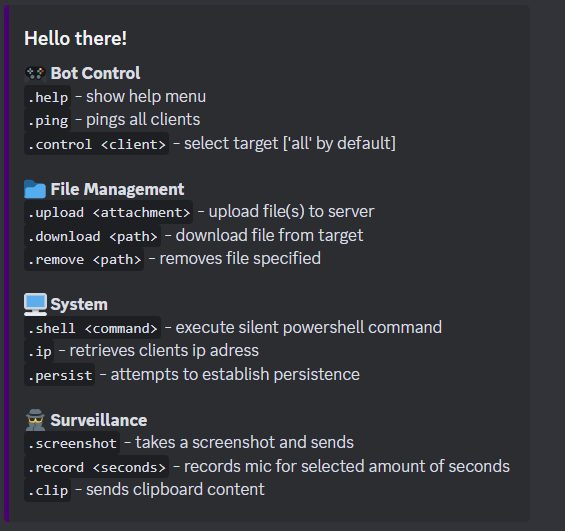 Hello there!
Bot Control
.help - show help menu
.ping - pings all clients
.control <client> - select target ['all' by default]
File Management
.upload <attachment> - upload file(s) to server
.download <path> - download file from target
.remove <path> - removes file specified
System
.shell <command> - execute silent powershell command
.ip - retrieves clients ip adress
.persist - attempts to establish persistence
Surveillance
.screenshot - takes a screenshot and sends
.record <seconds> - records mic for selected amount of seconds
.clip - sends clipboard content